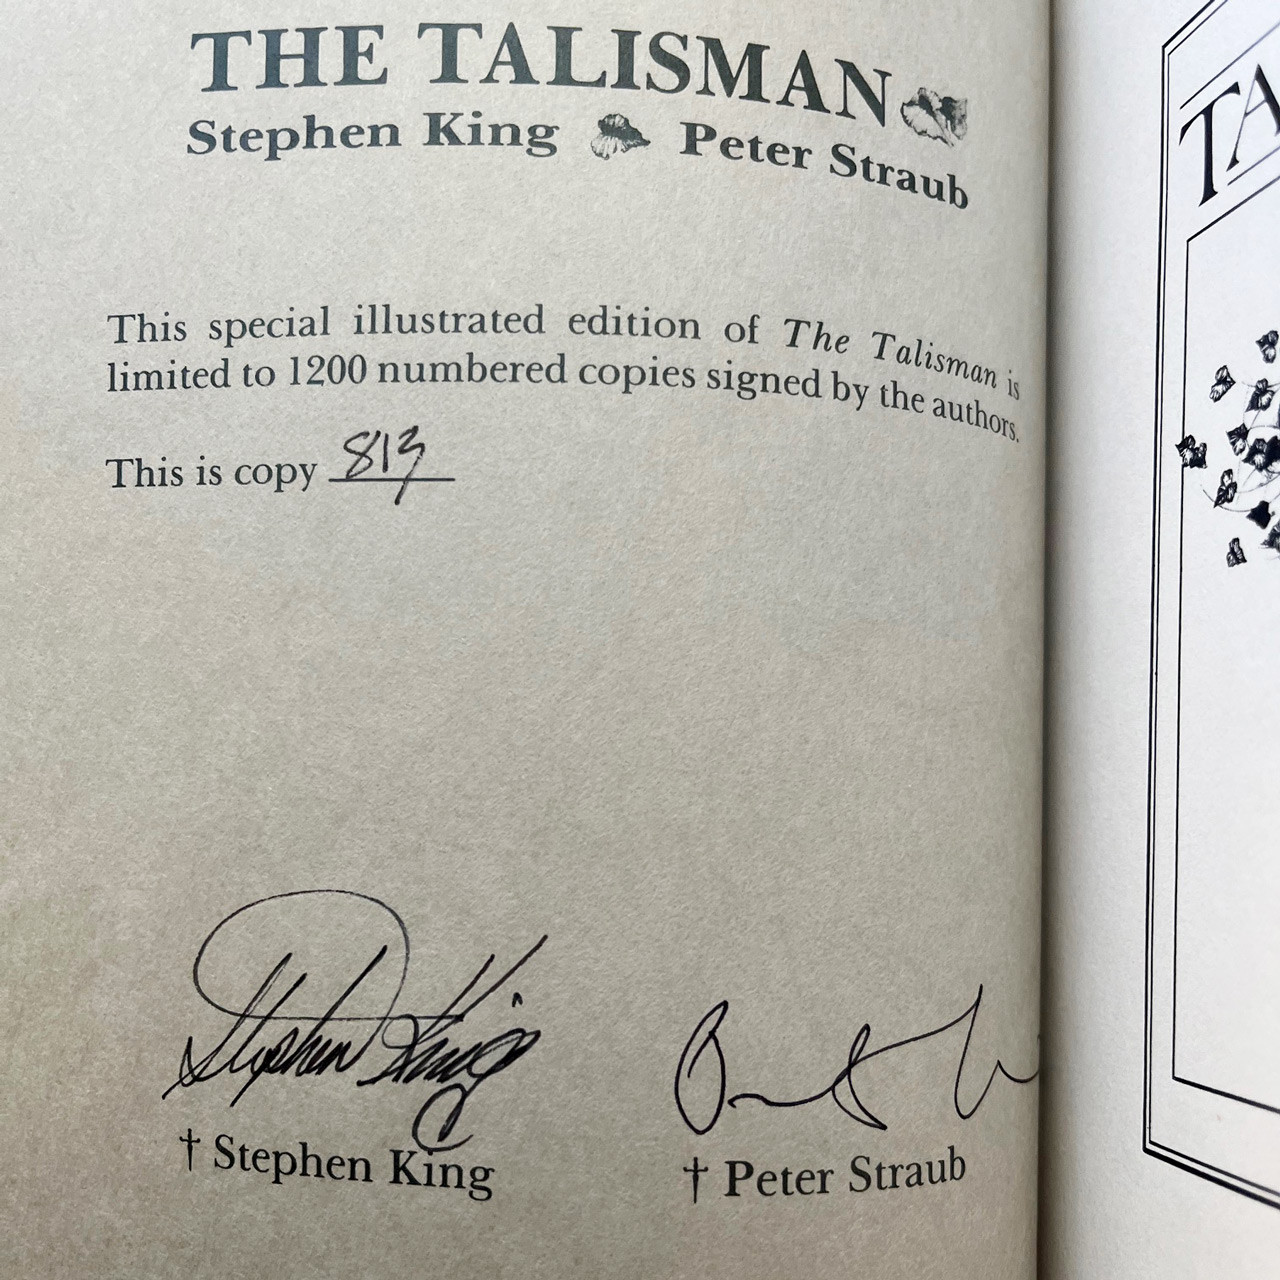 THE TALISMAN
Stephen King Peter Straub
This special illustrated edition of The Talisman is
limited to 1200 numbered copies signed by the authors.
This is copy 813
Stephen King
† Stephen King
† Peter Straub
TA